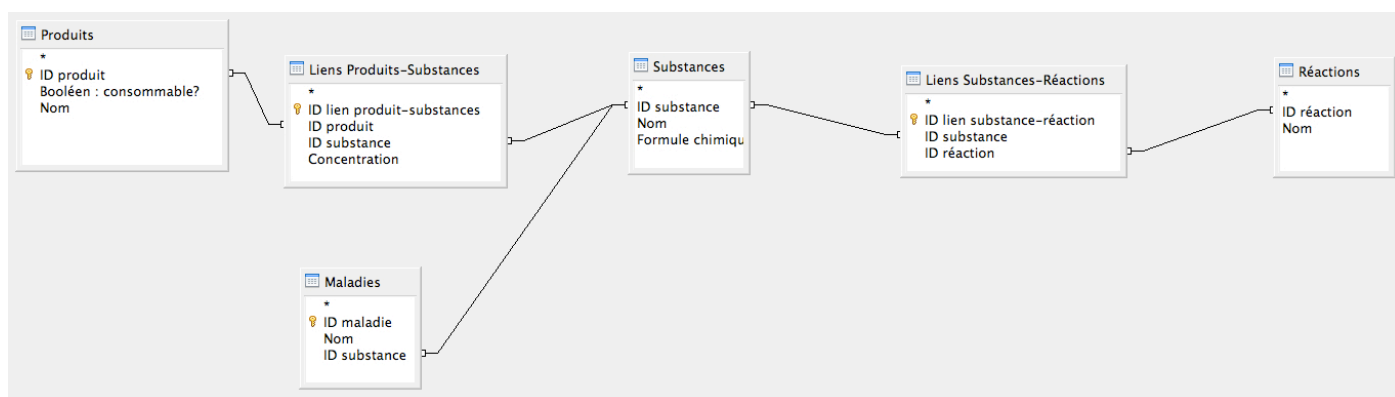 Produits
*
ID produit
Booléen : consommable?
Nom
Liens Produits-Substances
*
ID lien produit-substances
ID produit
ID substance
Concentration
Substances
*
ID substance
Nom
Formule chimiqu
Liens Substances-Réactions
*
ID lien substance-réaction
ID substance
ID réaction
Réactions
*
ID réaction
Nom
Maladies
*
ID maladie
Nom
ID substance